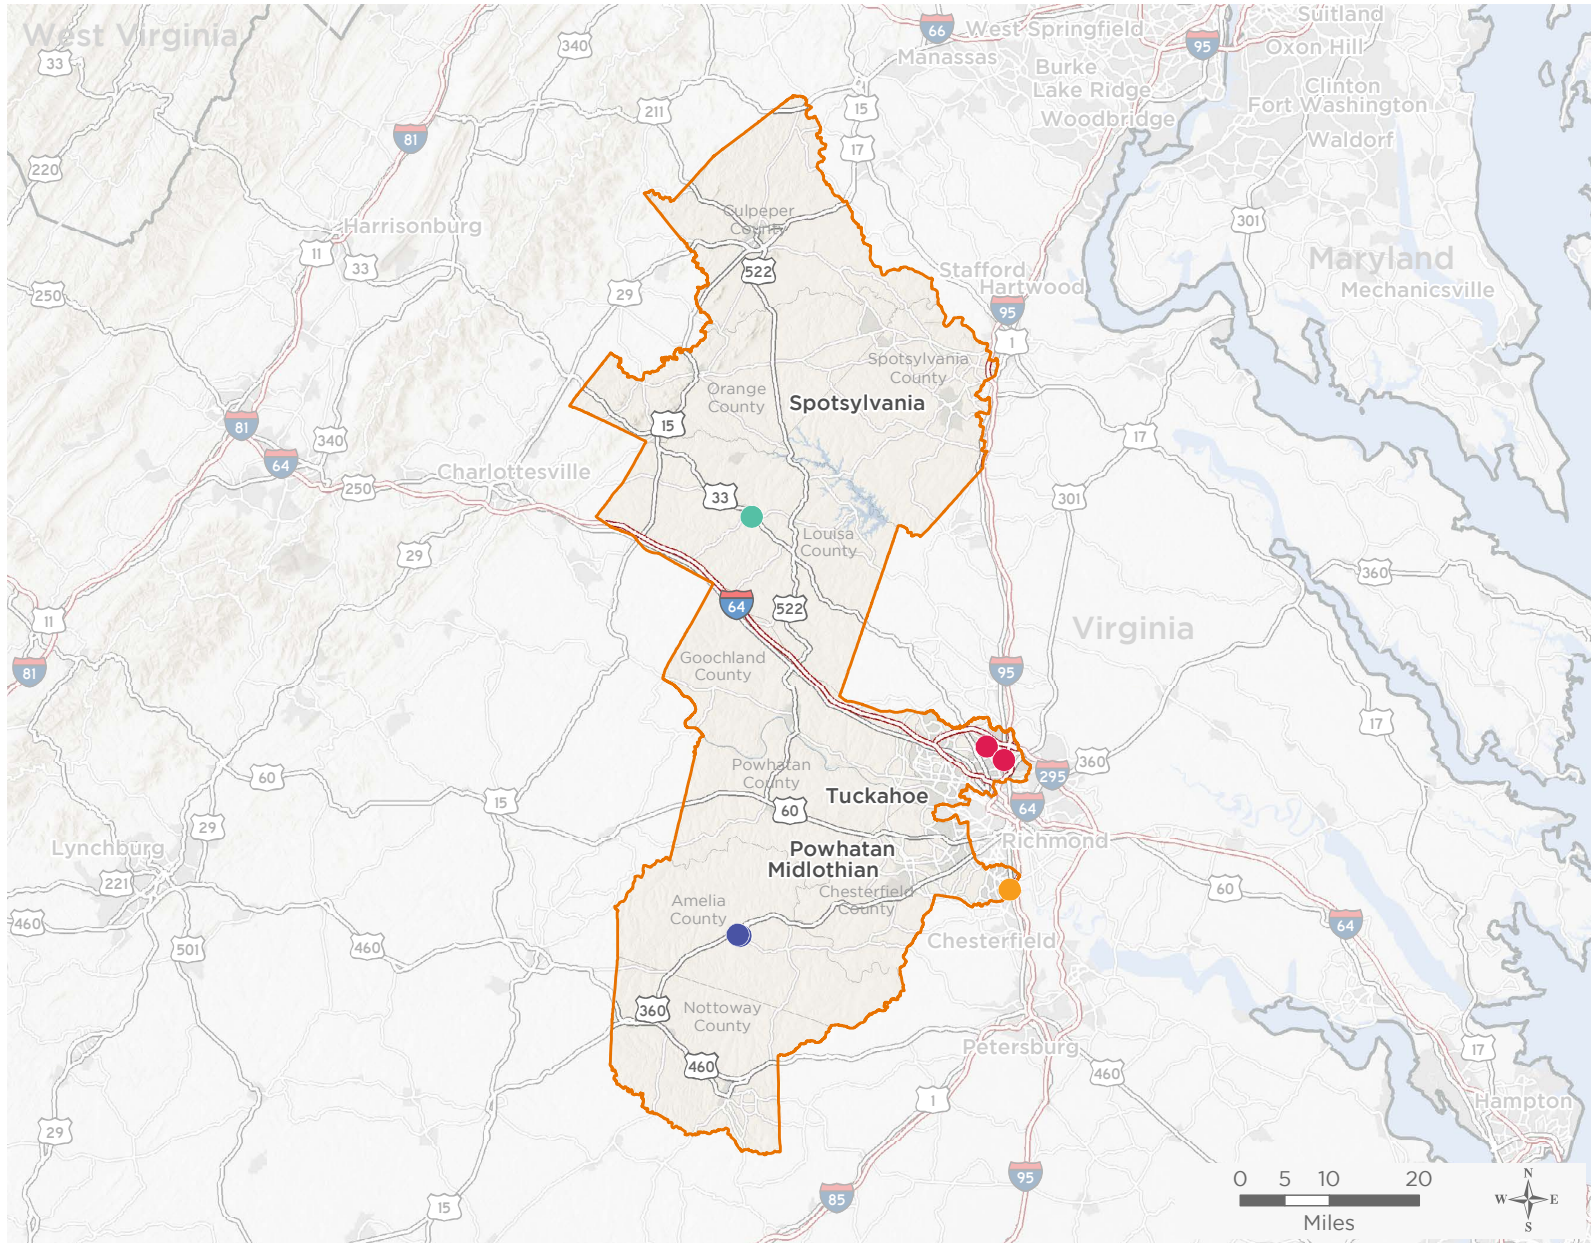 West Virginia
Suitland
66
West Springfield
95
Oxon Hill
340
33
Manassas
Burke
Lake Ridge
Clinton
Fort Washington
211
15
Woodbridge
81
17
Waldorf
220
Culpeper
County
301
Harrisonburg
11
33
522
Stafford
Maryland
Hartwood
Mechanicsville
250
29
95
1
Spotsylvania
County
Orange
County
Spotsylvania
81
15
340
17
64
Charlottesville
250
33
301
Louisa
County
29
360
64
522
11
Virginia
Goochland
County
81
95
17
Powhatan
County
60
295
360
15
60
Tuckahoe
64
29
Richmond
Lynchburg
Powhatan
Midlothian
221
Chesterfield
County
60
Amelia
County
460
64
501
460
Chesterfield
360
Nottoway
County
Petersburg
17
460
460
1
Hampton
29
0 5 10 20
Miles
N
W E
S
95
85
15